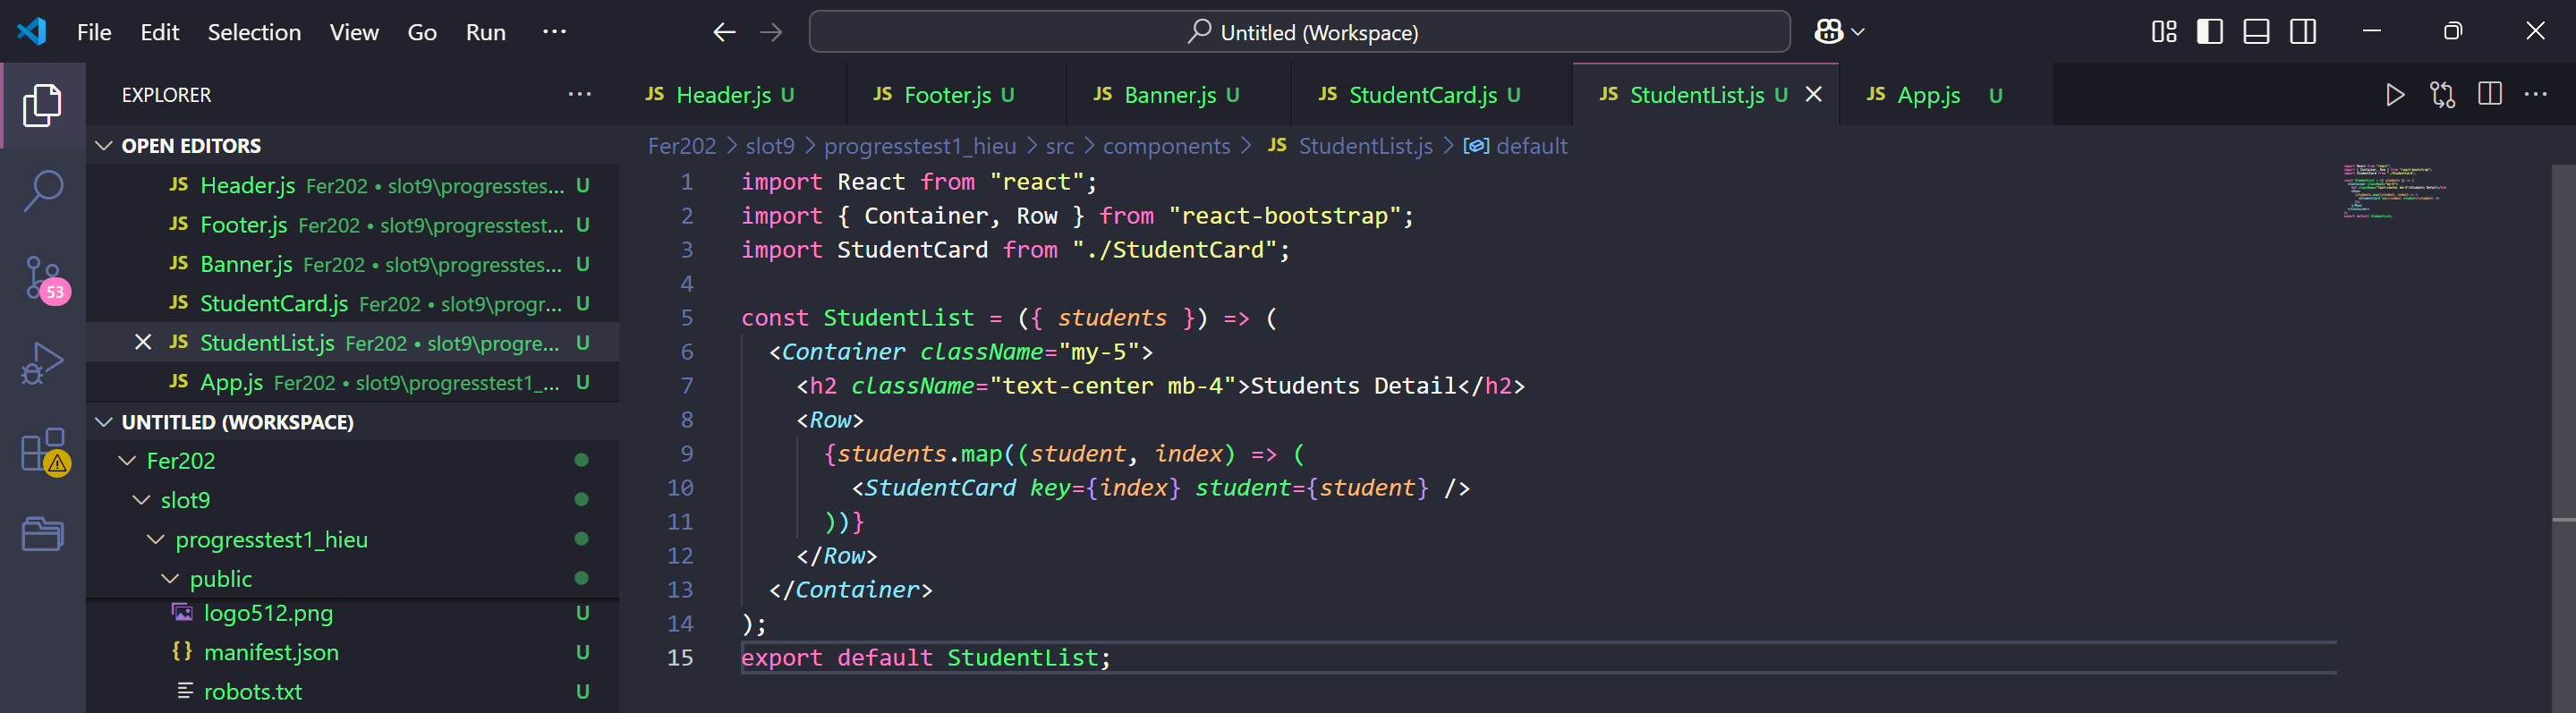 File Edit Selection View Go Run ···
Untitled (Workspace)
EXPLORER ···
OPEN EDITORS
JS Header.js Fer202 • slot9\progresstes... U
JS Footer.js Fer202 • slot9\progresstest... U
JS Banner.js Fer202 • slot9\progresstes... U
JS StudentCard.js Fer202 • slot9\progr... U
JS StudentList.js Fer202 • slot9\progre... U
JS App.js Fer202 • slot9\progresstest1_... U
UNTITLED (WORKSPACE)
Fer202
slot9
progresstest1_hieu
public
logo512.png U
{} manifest.json U
robots.txt U
53
JS Header.js U JS Footer.js U JS Banner.js U JS StudentCard.js U JS StudentList.js U JS App.js U
Fer202 > slot9 > progresstest1_hieu > src > components > JS StudentList.js > default
1 import React from "react";
2 import { Container, Row } from "react-bootstrap";
3 import StudentCard from "./StudentCard";
4
5 const StudentList = ({ students }) => (
6 <Container className="my-5">
7 <h2 className="text-center mb-4">Students Detail</h2>
8 <Row>
9 {students.map((student, index) => (
10 <StudentCard key={index} student={student} />
11 ))}
12 </Row>
13 </Container>
14 );
15 export default StudentList;